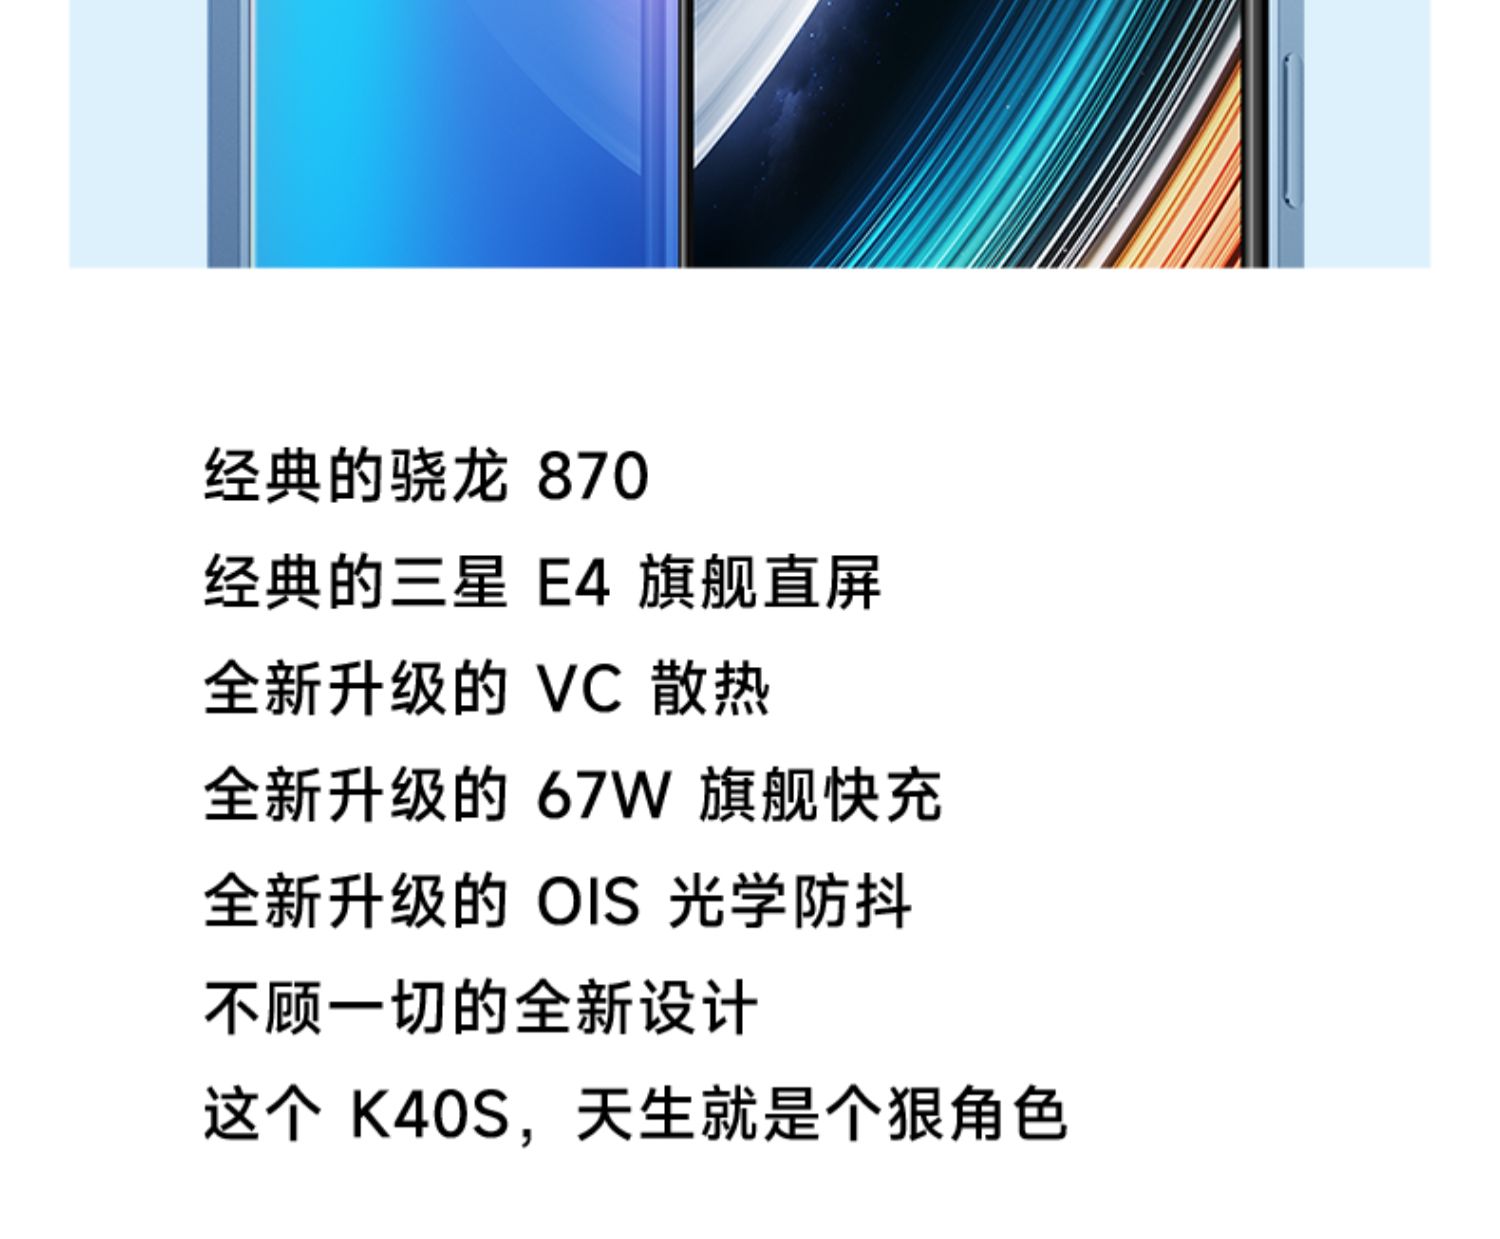 经典的骁龙 870
经典的三星 E4 旗舰直屏
全新升级的 VC 散热
全新升级的 67W 旗舰快充
全新升级的 OIS 光学防抖
不顾一切的全新设计
这个 K40S，天生就是个狠角色